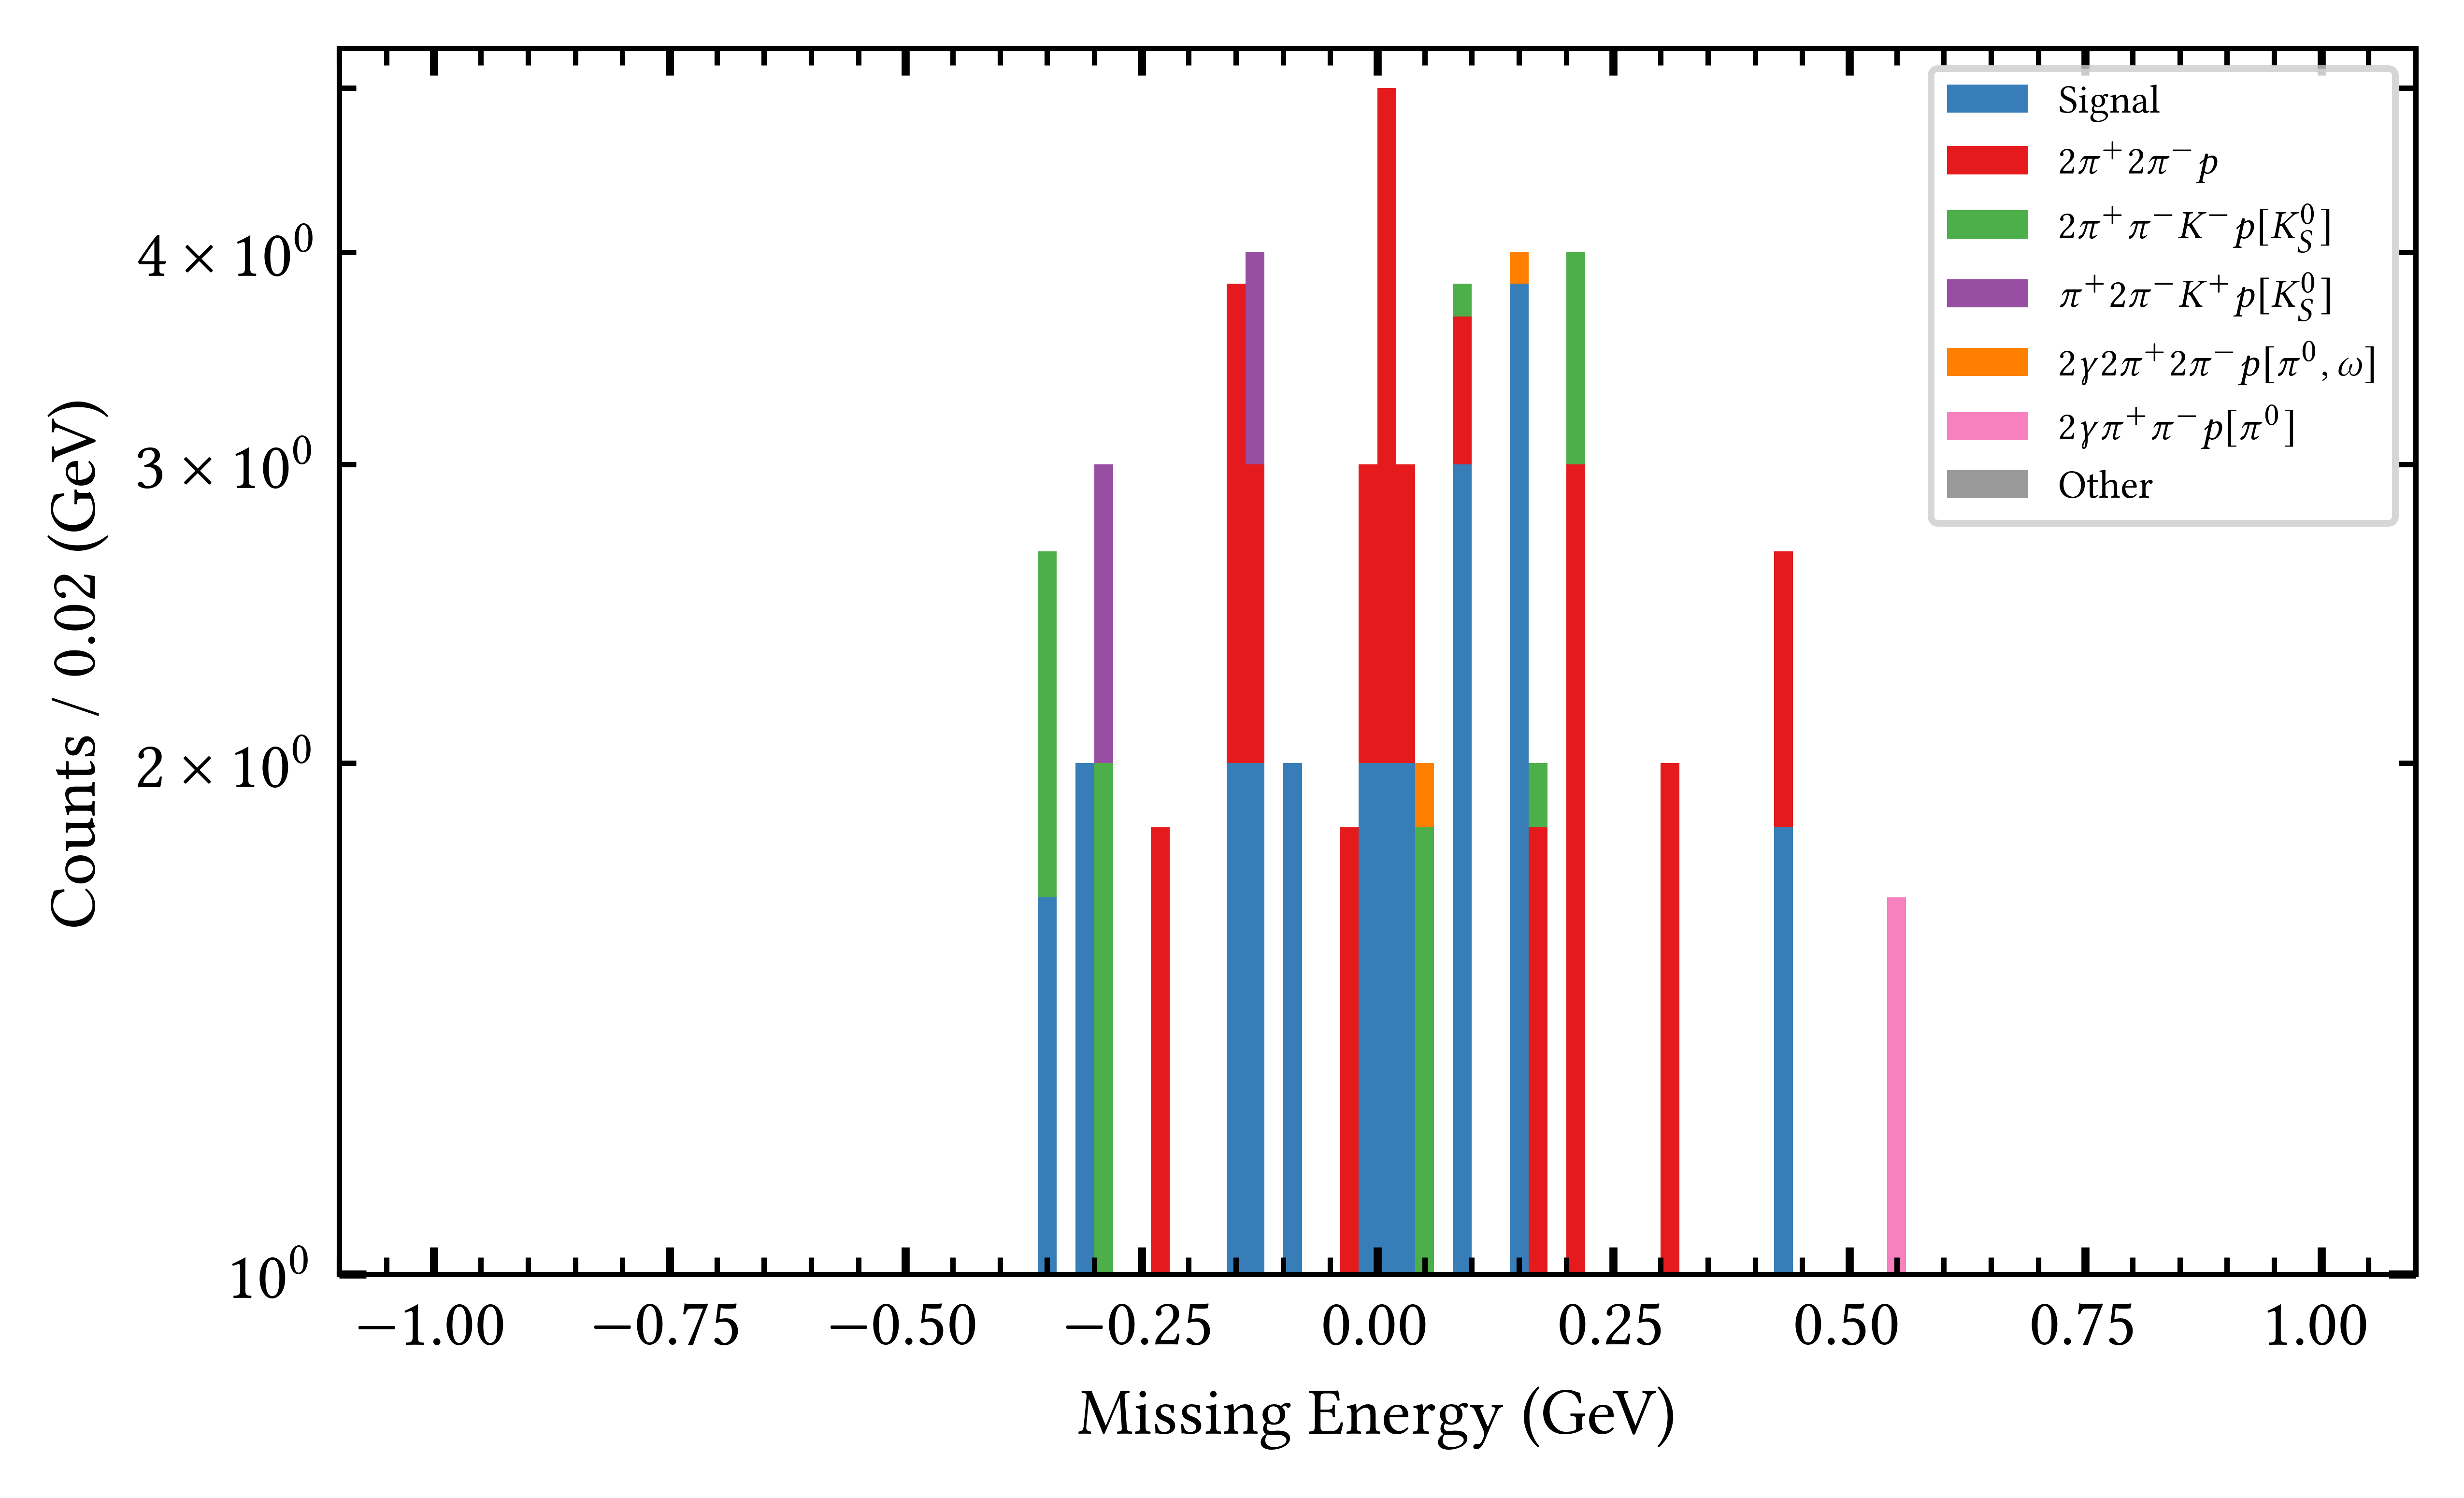 Signal
2π⁺2π⁻p
2π⁺π⁻K⁻p[K⁰_S]
π⁺2π⁻K⁺p[K⁰_S]
2γ2π⁺2π⁻p[π⁰, ω]
2γπ⁺π⁻p[π⁰]
Other
4 × 10⁰
3 × 10⁰
2 × 10⁰
10⁰
Counts / 0.02 (GeV)
−1.00 −0.75 −0.50 −0.25 0.00 0.25 0.50 0.75 1.00
Missing Energy (GeV)